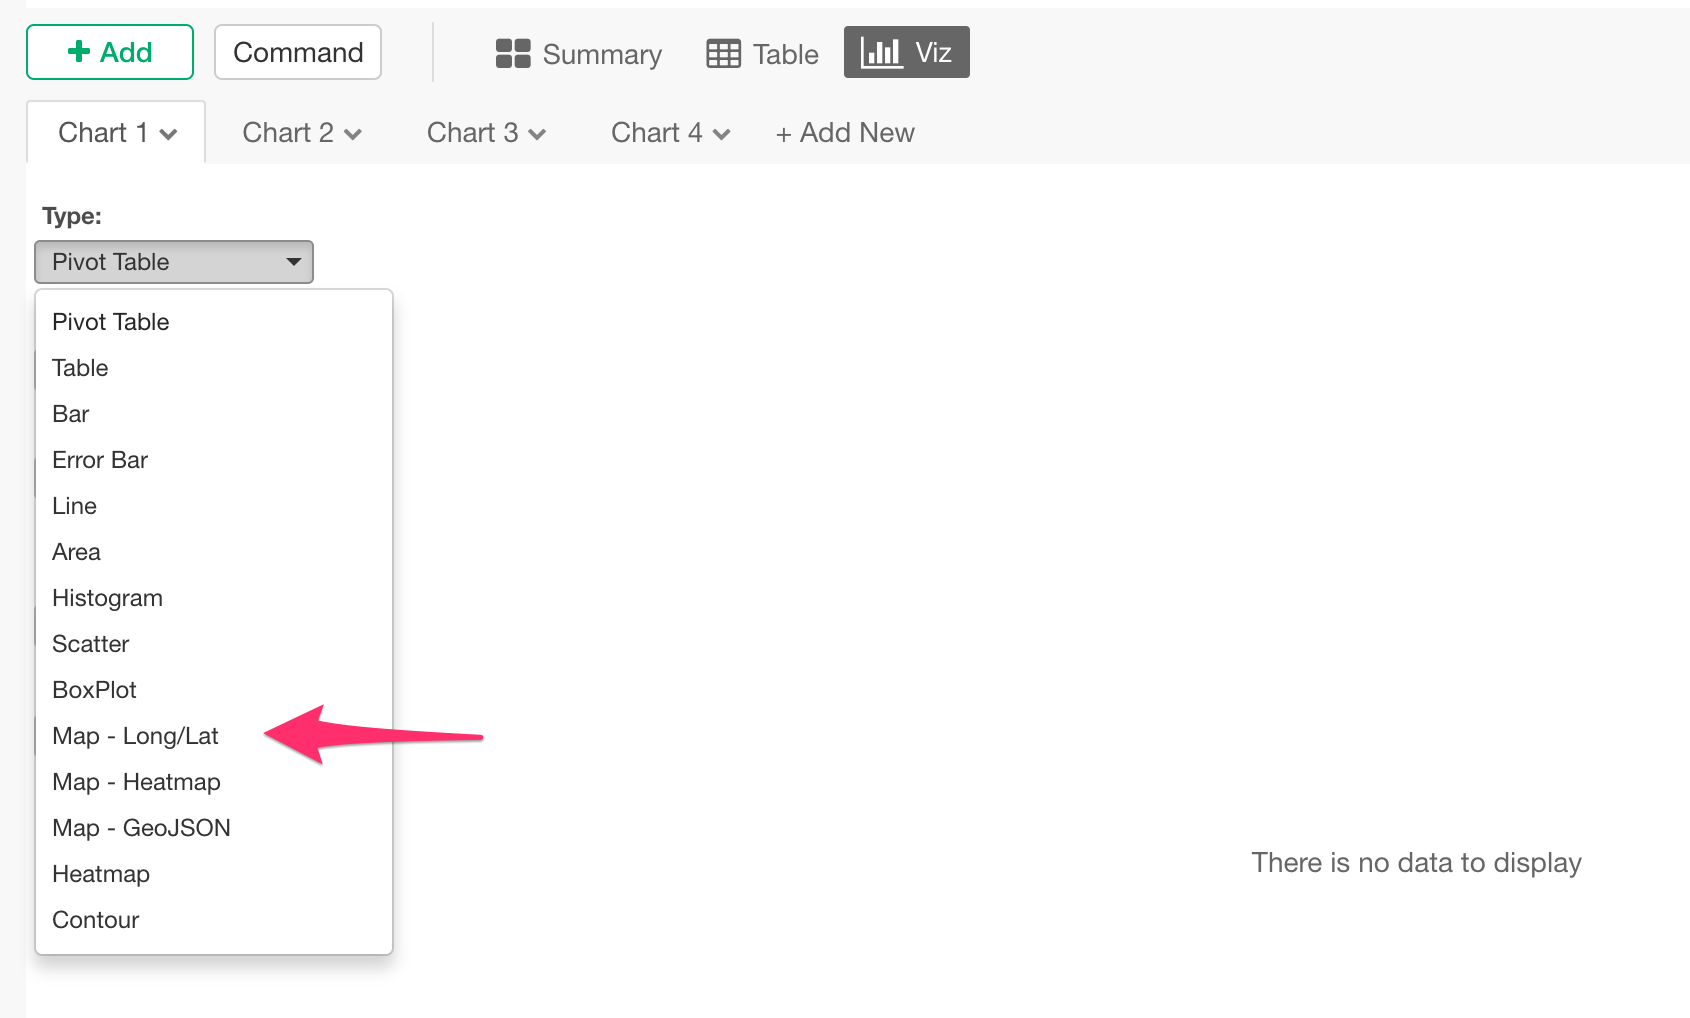 + Add Command Summary Table Viz
Chart 1 Chart 2 Chart 3 Chart 4 + Add New
Type:
Pivot Table
Pivot Table
Table
Bar
Error Bar
Line
Area
Histogram
Scatter
BoxPlot
Map - Long/Lat
Map - Heatmap
Map - GeoJSON
Heatmap
Contour
There is no data to display